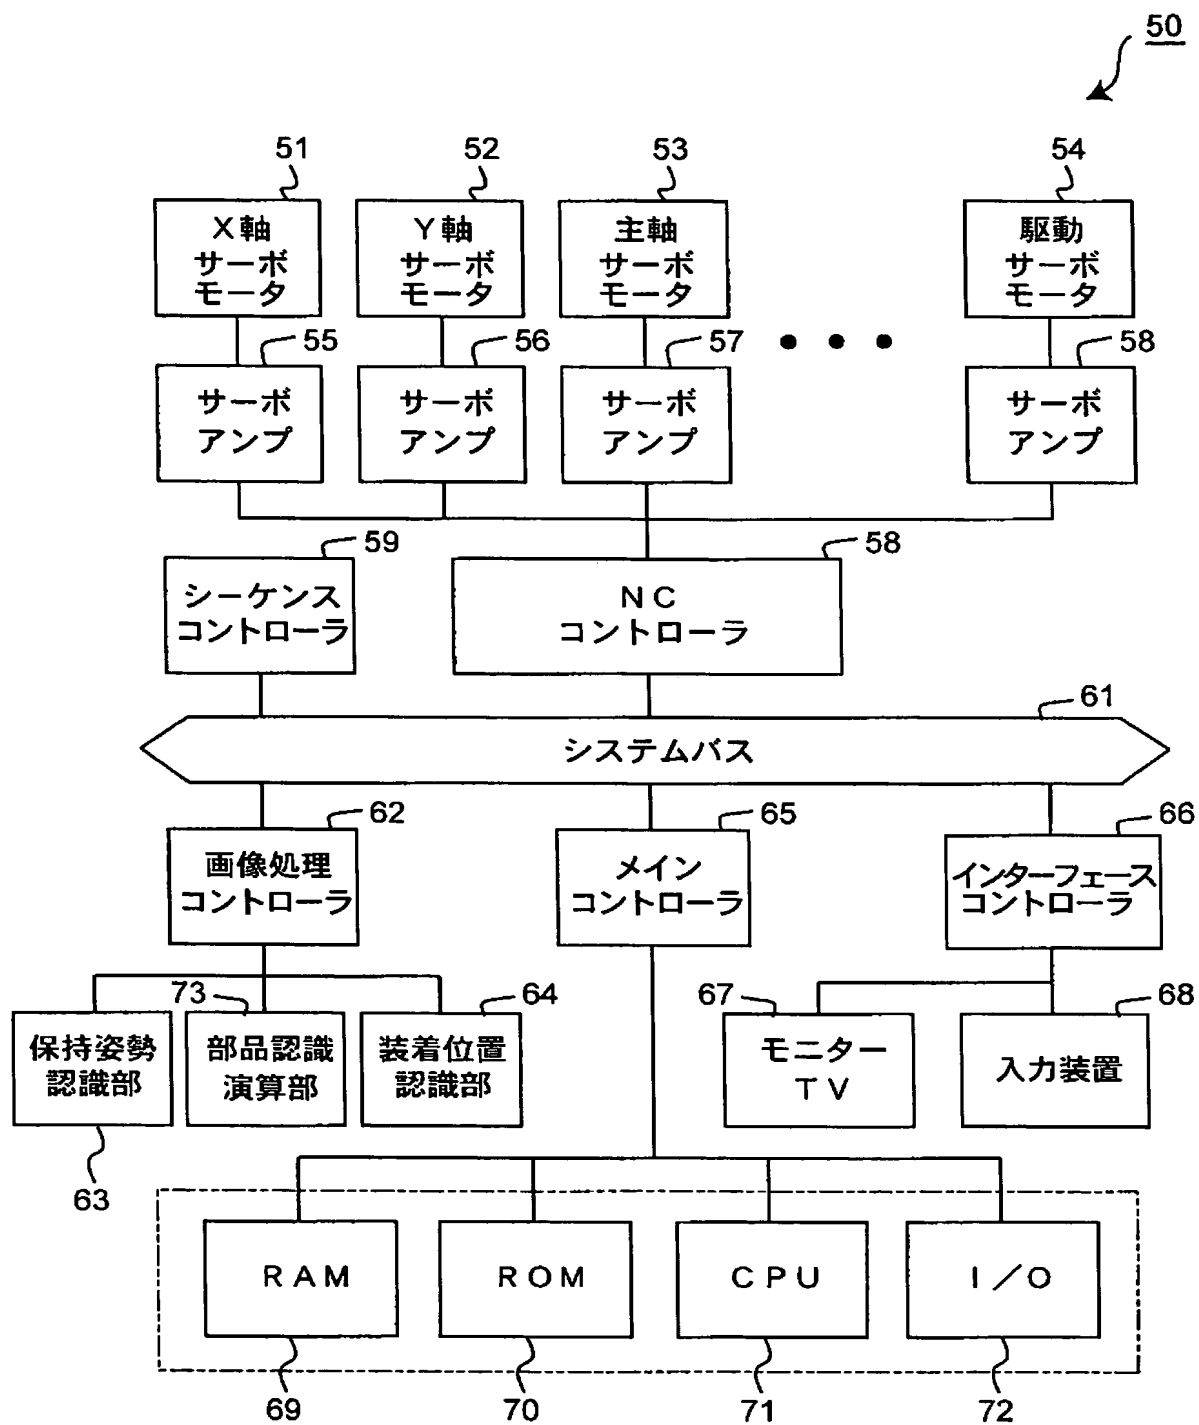 50
51
52
53
54
X軸
サーボ
モータ
Y軸
サーボ
モータ
主軸
サーボ
モータ
駆動
サーボ
モータ
55
56
57
58
サーボ
アンプ
サーボ
アンプ
サーボ
アンプ
サーボ
アンプ
59
58
シーケンス
コントローラ
NC
コントローラ
61
システムバス
62
65
66
画像処理
コントローラ
メイン
コントローラ
インターフェース
コントローラ
73
64
67
68
保持姿勢
認識部
部品認識
演算部
装着位置
認識部
モニター
TV
入力装置
63
RAM
ROM
CPU
I/O
69
70
71
72